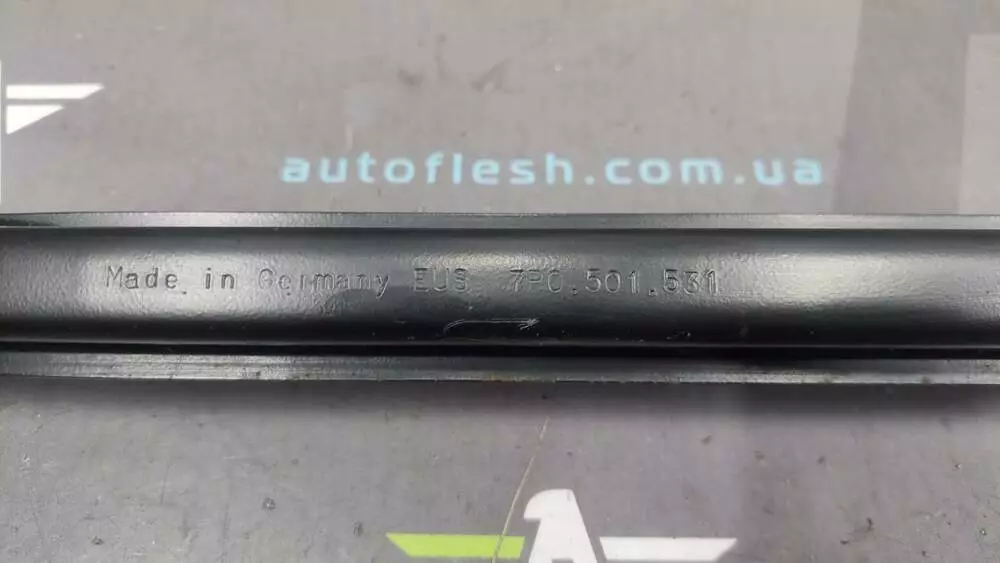 autoflesh.com.ua
Made in Germany EUS 7P0.501.531